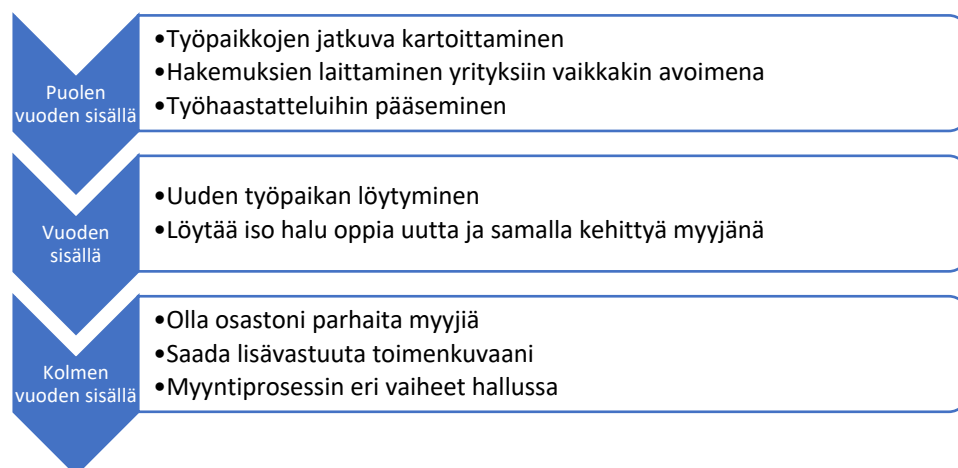 Puolen
vuoden sisällä
•Työpaikkojen jatkuva kartoittaminen
•Hakemuksien laittaminen yrityksiin vaikkakin avoimena
•Työhaastatteluihin pääseminen
Vuoden
sisällä
•Uuden työpaikan löytyminen
•Löytää iso halu oppia uutta ja samalla kehittyä myyjänä
Kolmen
vuoden sisällä
•Olla osastoni parhaita myyjiä
•Saada lisävastuuta toimenkuvaani
•Myyntiprosessin eri vaiheet hallussa